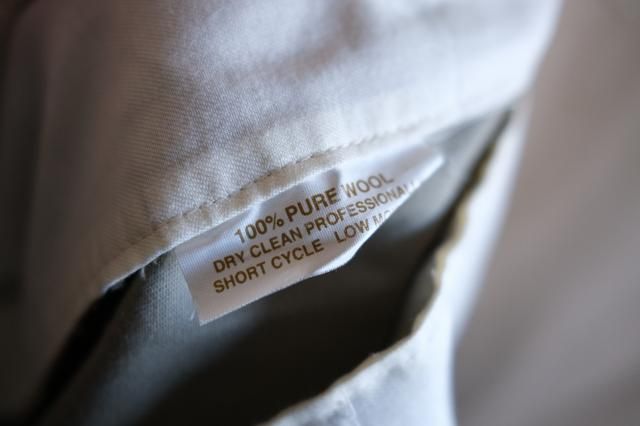 100% PURE WOOL
DRY CLEAN PROFESSIONAL
SHORT CYCLE LOW